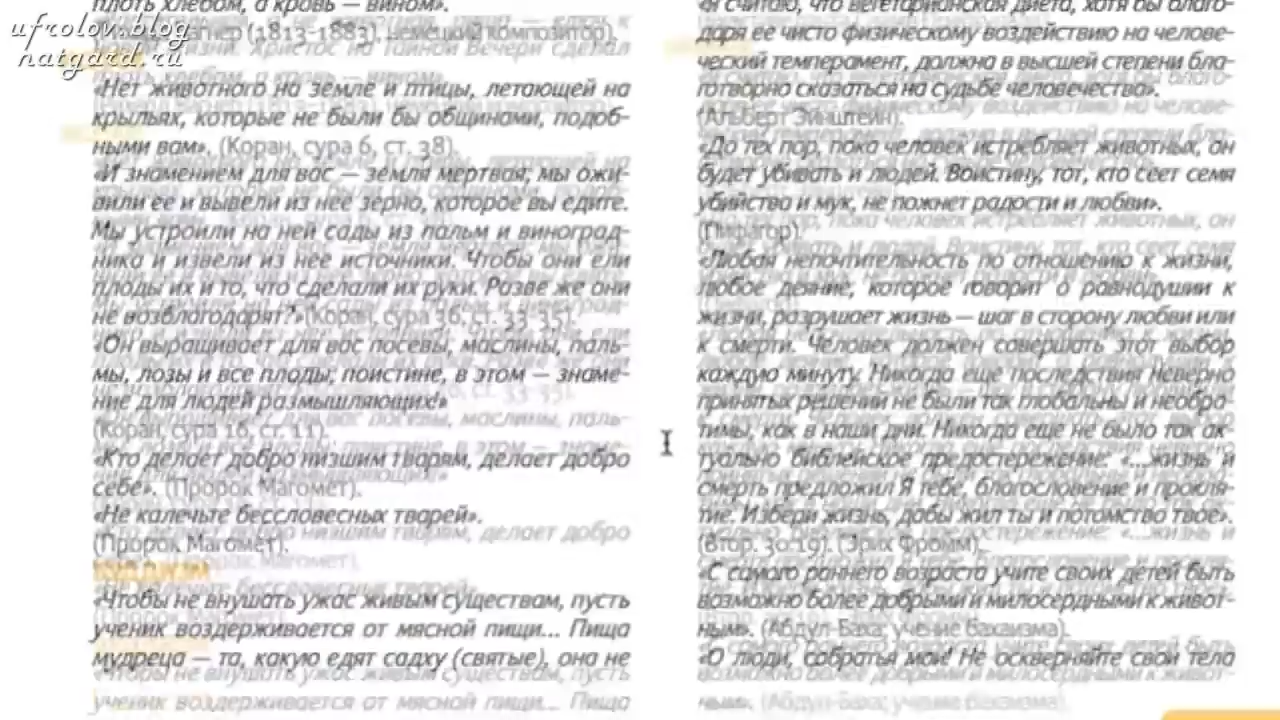 ufrolov.blog
natgard.ru
плоть хлебом, а кровь — вином».
(1813-1883), немецкий композитор).
«Нет животного на земле и птицы, летающей на
крыльях, которые не были бы общинами, подоб-
ными вам». (Коран, сура 6, ст. 38).
«И знамением для вас — земля мертвая; мы ожи-
вили ее и вывели из нее зерно, которое вы едите.
Мы устроили на ней сады из пальм и виноград-
ника и извели из нее источники. Чтобы они ели
плоды их и то, что сделали их руки. Разве же они
не возблагодарят?» (Коран, сура 36, ст. 33-35).
«Он выращивает для вас посевы, маслины, паль-
мы, лозы и все плоды; поистине, в этом — знаме-
ние для людей размышляющих!»
(Коран, сура 16, ст. 11).
«Кто делает добро низшим тварям, делает добро
себе». (Пророк Магомет).
«Не калечьте бессловесных тварей».
(Пророк Магомет).
«Чтобы не внушать ужас живым существам, пусть
ученик воздерживается от мясной пищи... Пища
мудреца — та, какую едят садху (святые), она не
«Я считаю, что вегетарианская диета, хотя бы благо-
даря ее чисто физическому воздействию на челове-
ческий темперамент, должна в высшей степени бла-
готворно сказаться на судьбе человечества».
(Альберт Эйнштейн).
«До тех пор, пока человек истребляет животных, он
будет убивать и людей. Воистину, тот, кто сеет семя
убийства и мук, не пожнет радости и любви».
(Пифагор).
«Любая непочтительность по отношению к жизни,
любое деяние, которое говорит о равнодушии к
жизни, разрушает жизнь — шаг в сторону любви или
к смерти. Человек должен совершать этот выбор
каждую минуту. Никогда еще последствия неверно
принятых решений не были так глобальны и необра-
тимы, как в наши дни. Никогда еще не было так ак-
туально библейское предостережение: «...жизнь и
смерть предложил Я тебе, благословение и прокля-
тие. Избери жизнь, дабы жил ты и потомство твое».
(Втор. 30-19). (Эрих Фромм).
«С самого раннего возраста учите своих детей быть
возможно более добрыми и милосердными к живот-
ным». (Абдул-Баха; учение бахаизма).
«О люди, собратья мои! Не оскверняйте свои тела